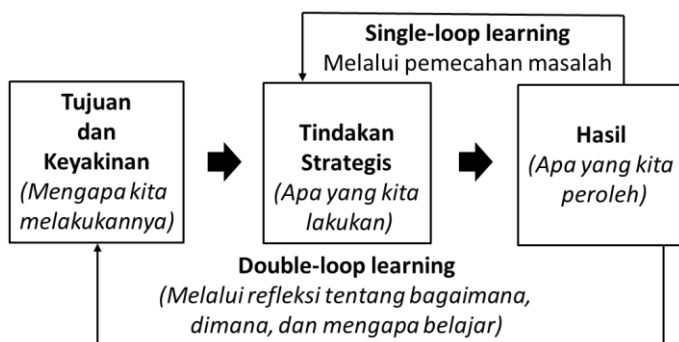 Single-loop learning
Melalui pemecahan masalah
Tujuan
dan
Keyakinan
(Mengapa kita
melakukannya)
Tindakan
Strategis
(Apa yang kita
lakukan)
Hasil
(Apa yang kita
peroleh)
Double-loop learning
(Melalui refleksi tentang bagaimana,
dimana, dan mengapa belajar)